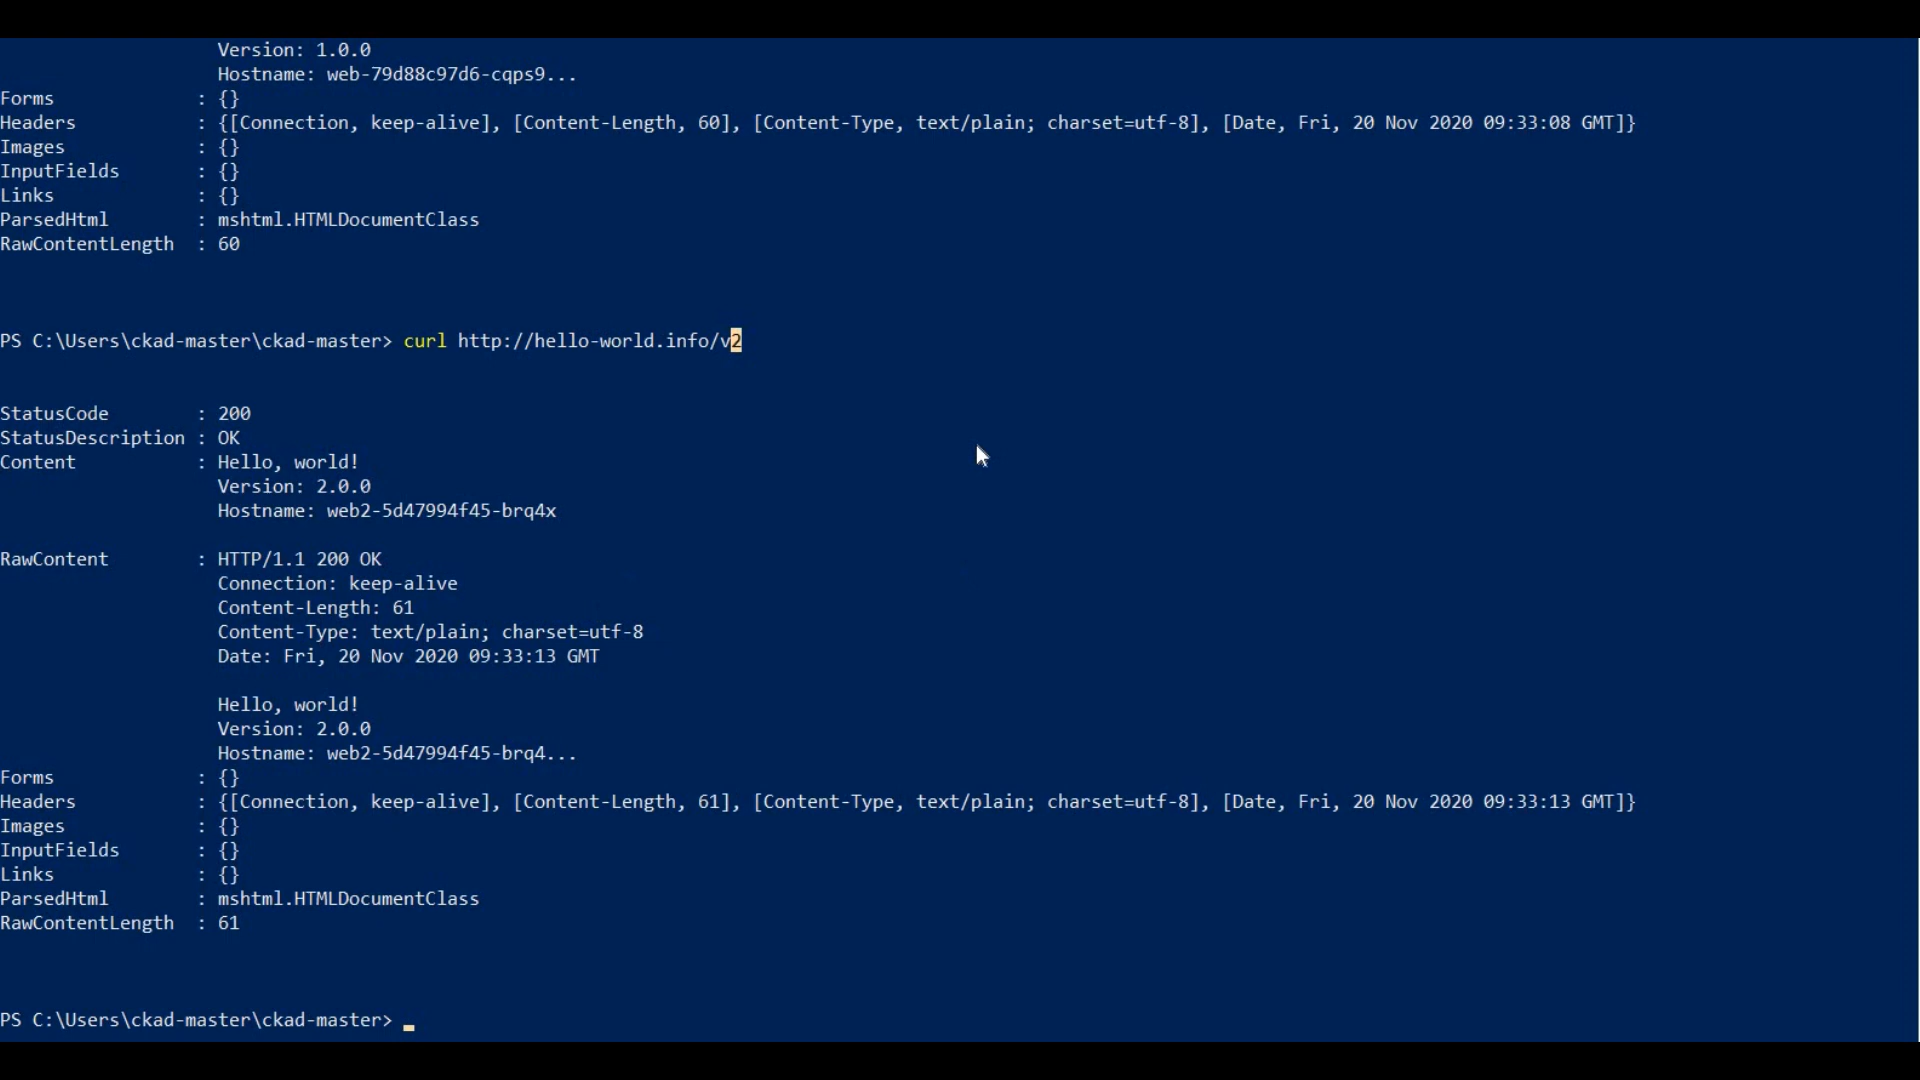 Version: 1.0.0
Hostname: web-79d88c97d6-cqps9...
Forms : {}
Headers : {[Connection, keep-alive], [Content-Length, 60], [Content-Type, text/plain; charset=utf-8], [Date, Fri, 20 Nov 2020 09:33:08 GMT]}
Images : {}
InputFields : {}
Links : {}
ParsedHtml : mshtml.HTMLDocumentClass
RawContentLength : 60
PS C:\Users\ckad-master\ckad-master> curl http://hello-world.info/v2
StatusCode : 200
StatusDescription : OK
Content : Hello, world!
Version: 2.0.0
Hostname: web2-5d47994f45-brq4x
RawContent : HTTP/1.1 200 OK
Connection: keep-alive
Content-Length: 61
Content-Type: text/plain; charset=utf-8
Date: Fri, 20 Nov 2020 09:33:13 GMT
Hello, world!
Version: 2.0.0
Hostname: web2-5d47994f45-brq4...
Forms : {}
Headers : {[Connection, keep-alive], [Content-Length, 61], [Content-Type, text/plain; charset=utf-8], [Date, Fri, 20 Nov 2020 09:33:13 GMT]}
Images : {}
InputFields : {}
Links : {}
ParsedHtml : mshtml.HTMLDocumentClass
RawContentLength : 61
PS C:\Users\ckad-master\ckad-master>